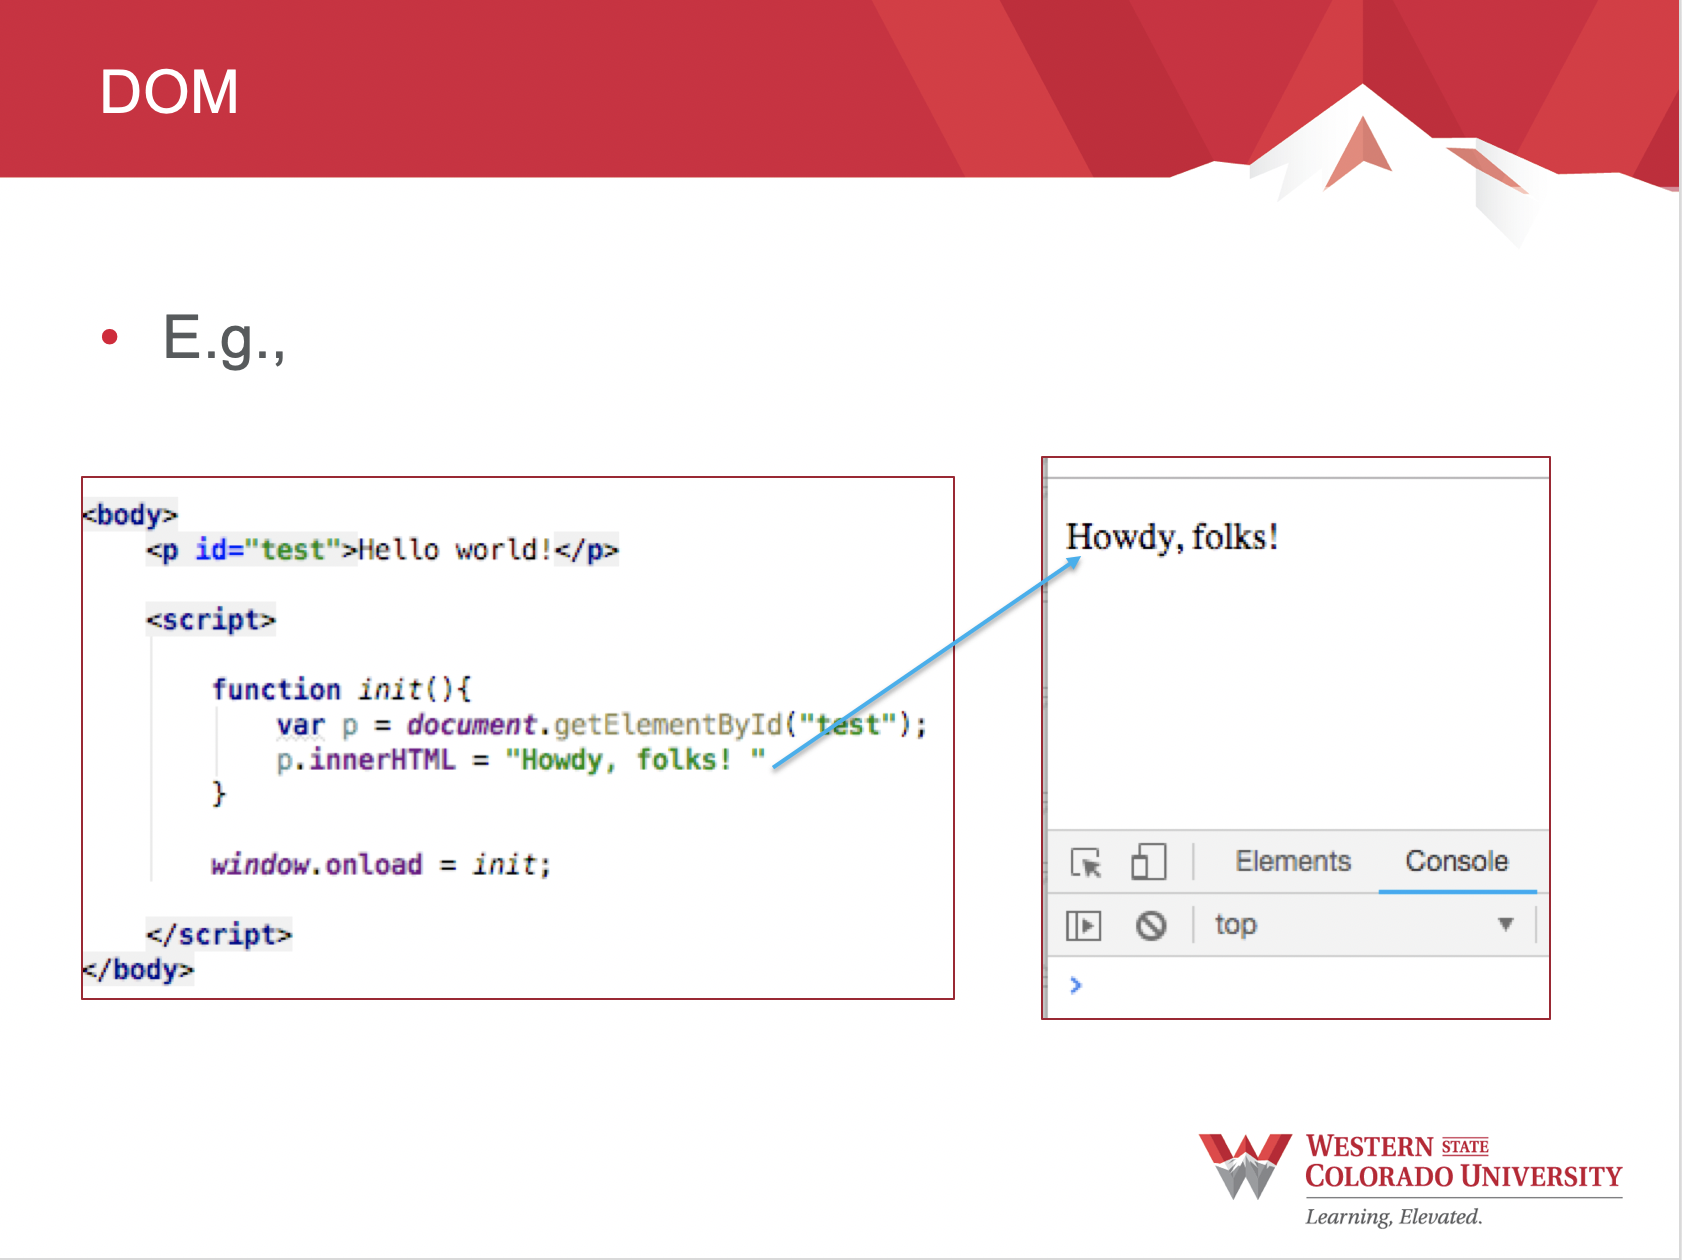 DOM
• E.g.,
<body>
<p id="test">Hello world!</p>
<script>
function init(){
var p = document.getElementById("test");
p.innerHTML = "Howdy, folks! "
}
window.onload = init;
</script>
</body>
Howdy, folks!
Elements Console
top
>
WESTERN STATE
COLORADO UNIVERSITY
Learning, Elevated.